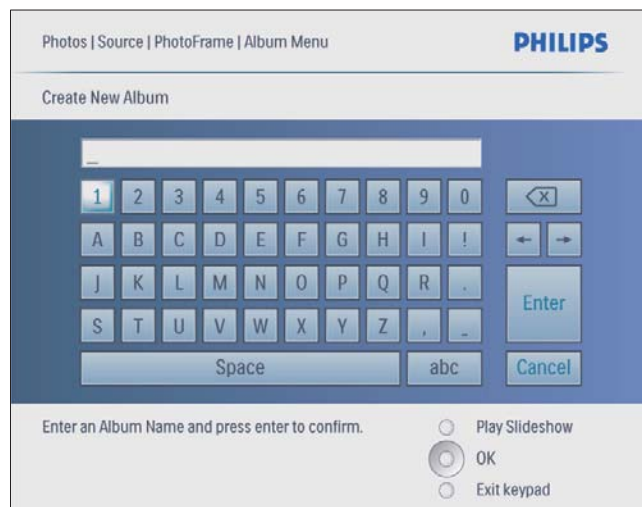 Photos | Source | PhotoFrame | Album Menu PHILIPS
Create New Album
_
1 2 3 4 5 6 7 8 9 0
A B C D E F G H I !
J K L M N O P Q R .
Enter
S T U V W X Y Z , _
Space abc Cancel
Enter an Album Name and press enter to confirm.
Play Slideshow
OK
Exit keypad